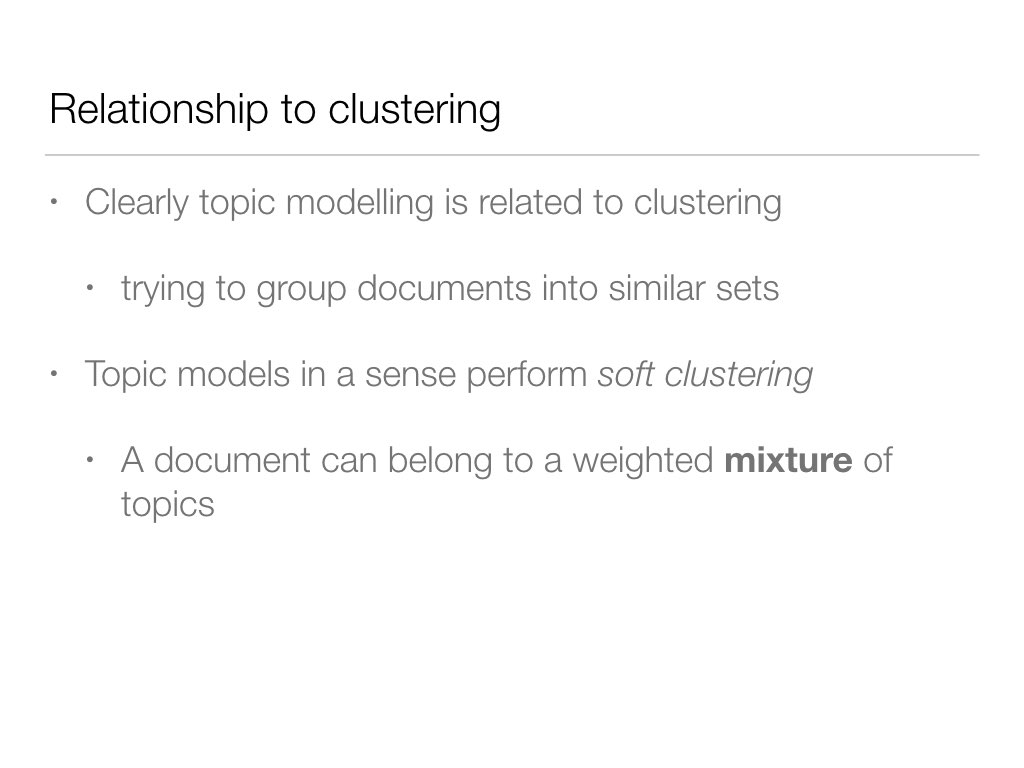 Relationship to clustering
• Clearly topic modelling is related to clustering
• trying to group documents into similar sets
• Topic models in a sense perform soft clustering
• A document can belong to a weighted mixture of
topics